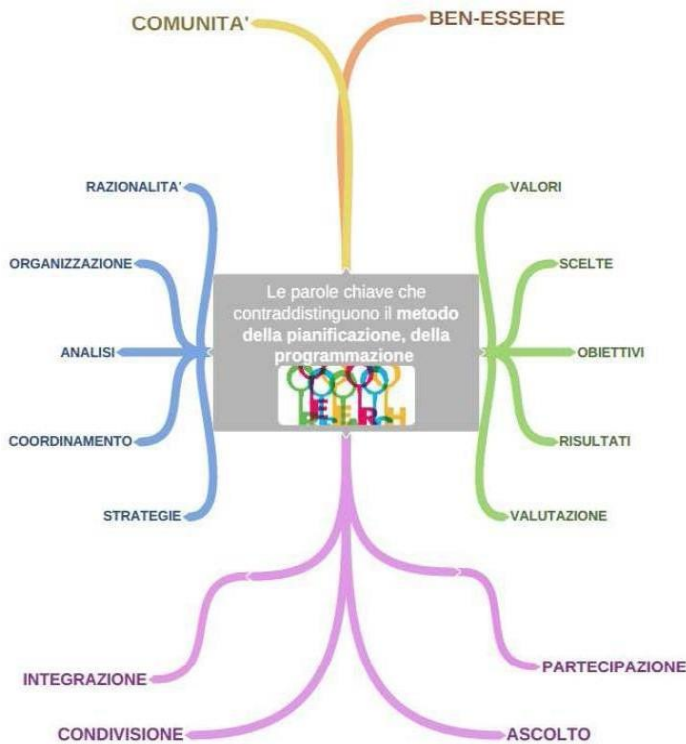 COMUNITA'
BEN-ESSERE
RAZIONALITA'
VALORI
ORGANIZZAZIONE
SCELTE
Le parole chiave che
contraddistinguono il metodo
della pianificazione, della
programmazione
ANALISI
OBIETTIVI
COORDINAMENTO
RISULTATI
STRATEGIE
VALUTAZIONE
INTEGRAZIONE
PARTECIPAZIONE
CONDIVISIONE
ASCOLTO